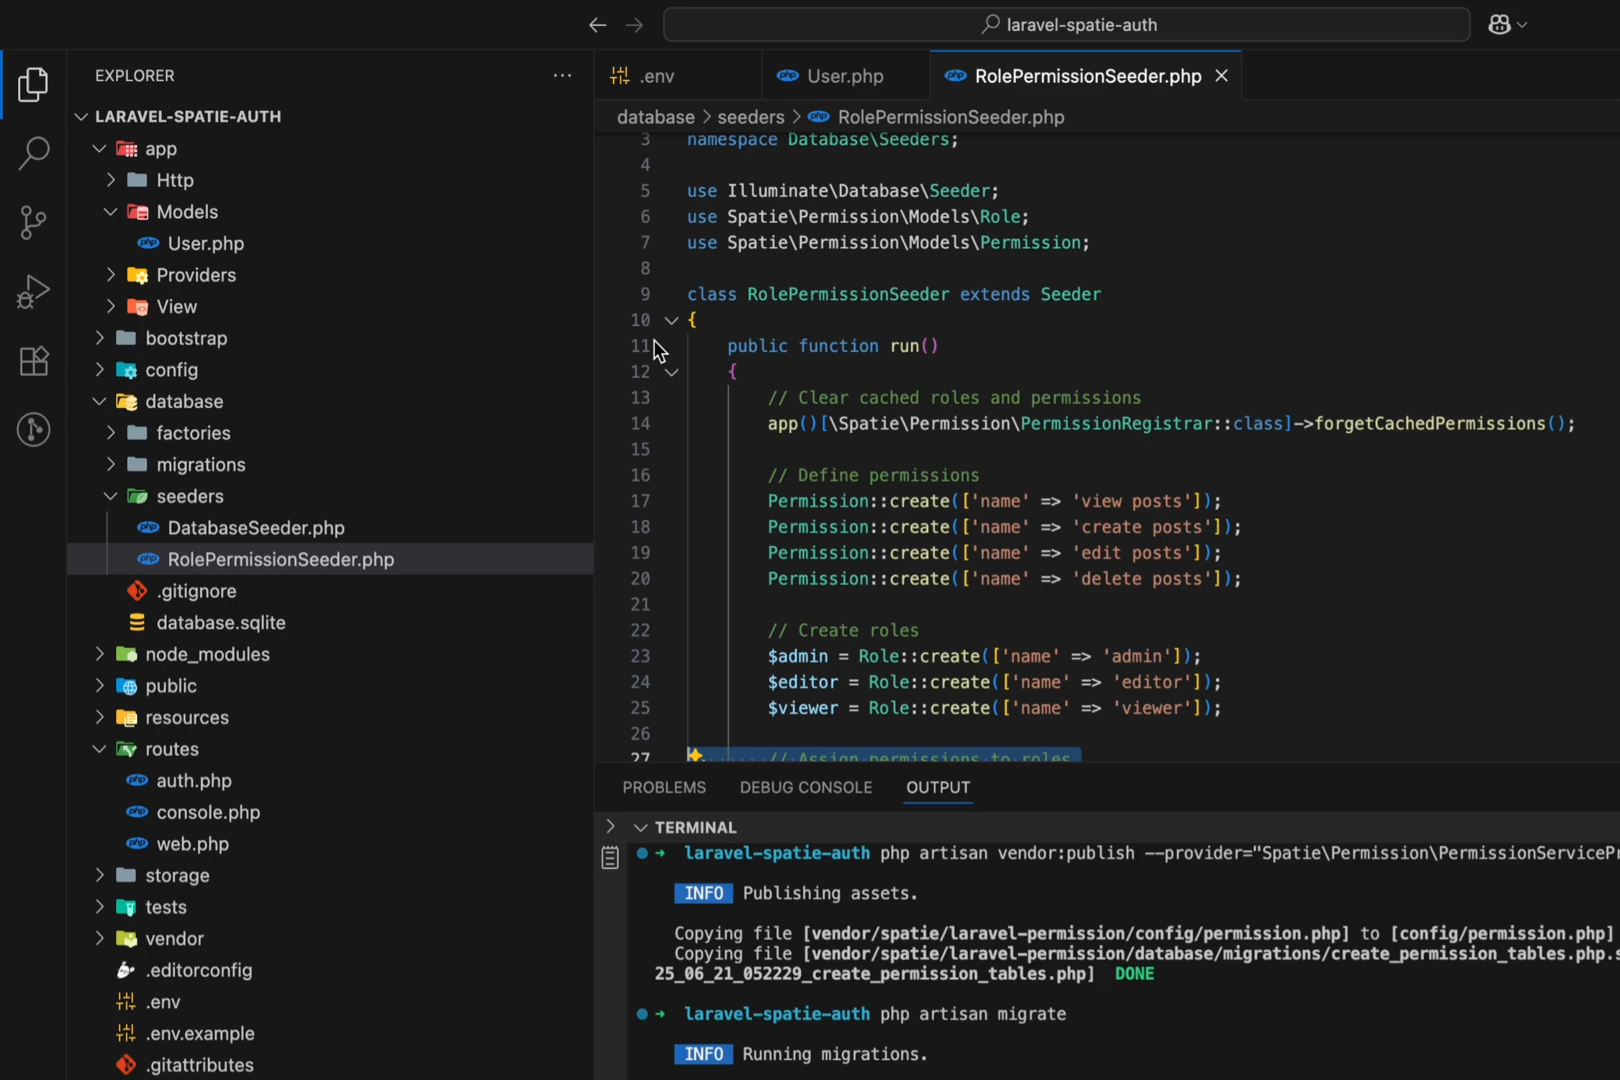 laravel-spatie-auth
EXPLORER
LARAVEL-SPATIE-AUTH
app
Http
Models
User.php
Providers
View
bootstrap
config
database
factories
migrations
seeders
DatabaseSeeder.php
RolePermissionSeeder.php
.gitignore
database.sqlite
node_modules
public
resources
routes
auth.php
console.php
web.php
storage
tests
vendor
.editorconfig
.env
.env.example
.gitattributes
.env User.php RolePermissionSeeder.php
database > seeders > RolePermissionSeeder.php
3 namespace Database\Seeders;
4
5 use Illuminate\Database\Seeder;
6 use Spatie\Permission\Models\Role;
7 use Spatie\Permission\Models\Permission;
8
9 class RolePermissionSeeder extends Seeder
10 {
11 public function run()
12 {
13 // Clear cached roles and permissions
14 app()[\Spatie\Permission\PermissionRegistrar::class]->forgetCachedPermissions();
15
16 // Define permissions
17 Permission::create(['name' => 'view posts']);
18 Permission::create(['name' => 'create posts']);
19 Permission::create(['name' => 'edit posts']);
20 Permission::create(['name' => 'delete posts']);
21
22 // Create roles
23 $admin = Role::create(['name' => 'admin']);
24 $editor = Role::create(['name' => 'editor']);
25 $viewer = Role::create(['name' => 'viewer']);
26
27 // Assign permissions to roles
PROBLEMS DEBUG CONSOLE OUTPUT
TERMINAL
laravel-spatie-auth php artisan vendor:publish --provider="Spatie\Permission\PermissionServicePr
INFO Publishing assets.
Copying file [vendor/spatie/laravel-permission/config/permission.php] to [config/permission.php]
Copying file [vendor/spatie/laravel-permission/database/migrations/create_permission_tables.php.s
25_06_21_052229_create_permission_tables.php] DONE
laravel-spatie-auth php artisan migrate
INFO Running migrations.